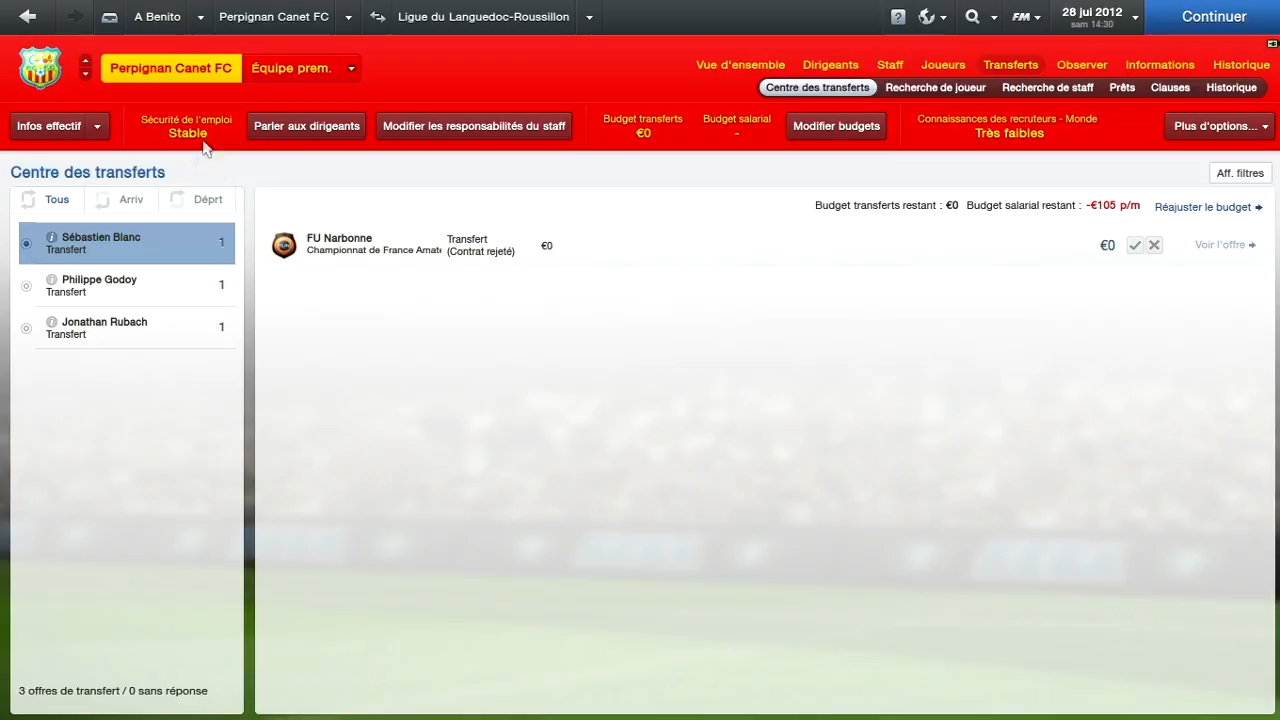 A Benito
Perpignan Canet FC
Ligue du Languedoc-Roussillon
?
FM
28 jui 2012
sam 14:30
Continuer
Perpignan Canet FC
Équipe prem.
Vue d'ensemble
Dirigeants
Staff
Joueurs
Transferts
Observer
Informations
Historique
Centre des transferts
Recherche de joueur
Recherche de staff
Prêts
Clauses
Historique
Infos effectif
Sécurité de l'emploi
Stable
Parler aux dirigeants
Modifier les responsabilités du staff
Budget transferts
€0
Budget salarial
-
Modifier budgets
Connaissances des recruteurs - Monde
Très faibles
Plus d'options...
Centre des transferts
Aff. filtres
Tous
Arriv
Déprt
Budget transferts restant : €0 Budget salarial restant : -€105 p/m
Réajuster le budget
Sébastien Blanc
Transfert
1
Philippe Godoy
Transfert
1
Jonathan Rubach
Transfert
1
FU Narbonne
Championnat de France Amate
Transfert
(Contrat rejeté)
€0
€0
Voir l'offre
3 offres de transfert / 0 sans réponse